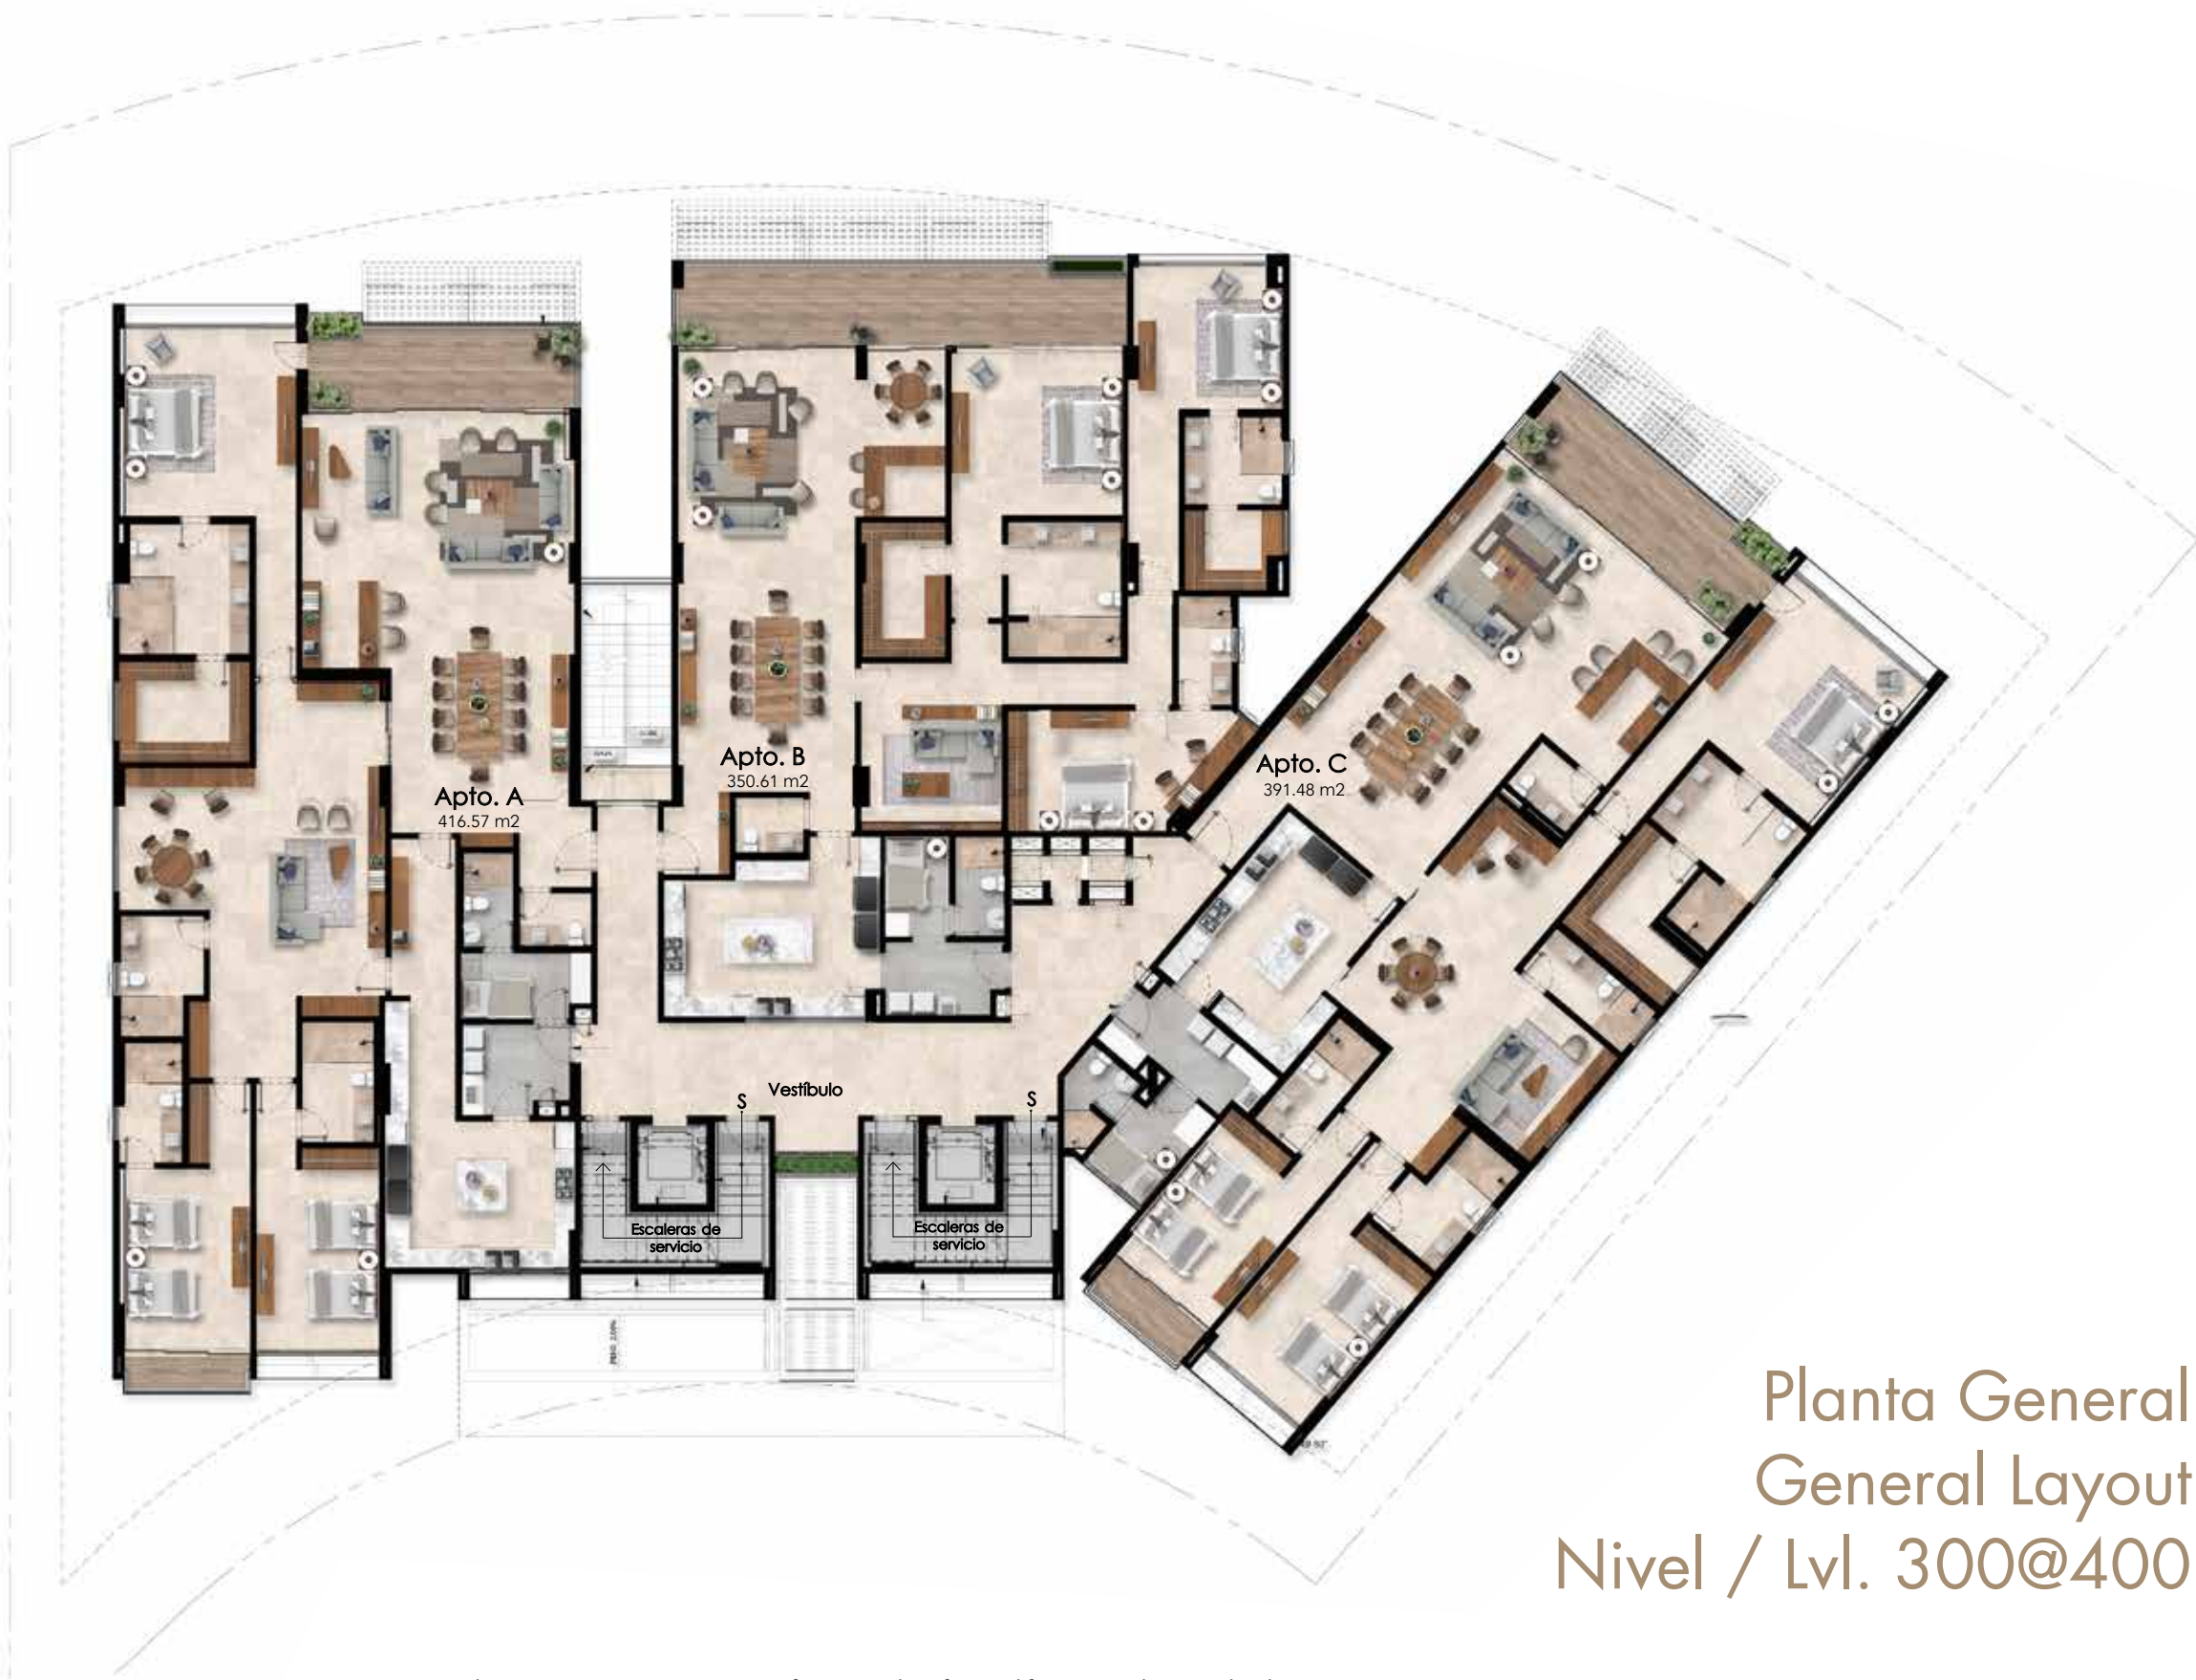 Apto. A
416.57 m2
Apto. B
350.61 m2
Apto. C
391.48 m2
Vestíbulo
S
S
Escaleras de
servicio
Escaleras de
servicio
Planta General
General Layout
Nivel / Lvl. 300@400